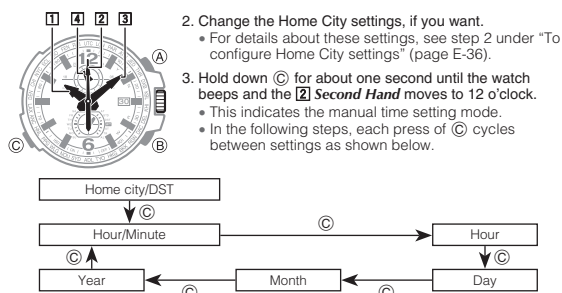 1 4 2 3
12
A
30
C
B
6
2. Change the Home City settings, if you want.
• For details about these settings, see step 2 under “To
configure Home City settings” (page E-36).
3. Hold down Ⓒ for about one second until the watch
beeps and the 2 Second Hand moves to 12 o’clock.
• This indicates the manual time setting mode.
• In the following steps, each press of Ⓒ cycles
between settings as shown below.
Home city/DST
Ⓒ
Hour/Minute
Ⓒ
Hour
Ⓒ
Ⓒ
Year
Ⓒ
Month
Ⓒ
Day